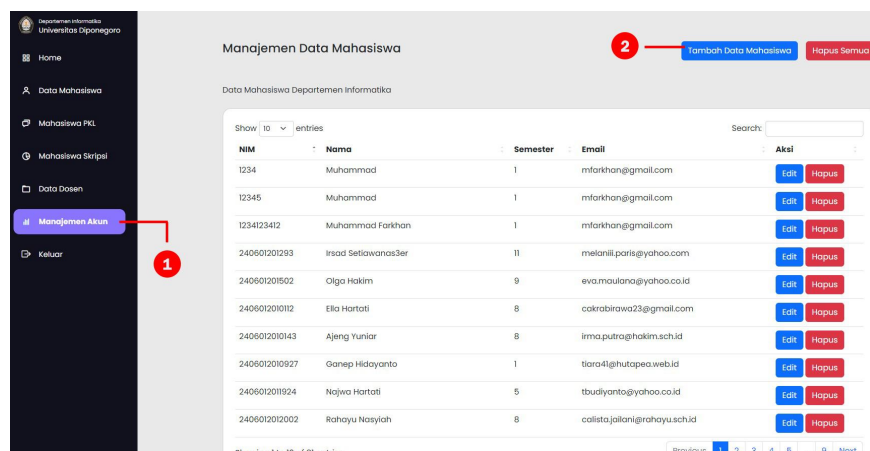 Departemen Informatika
Universitas Diponegoro
Home
Data Mahasiswa
Mahasiswa PKL
Mahasiswa Skripsi
Data Dosen
Manajemen Akun
Keluar
1
Manajemen Data Mahasiswa
2
Tambah Data Mahasiswa
Hapus Semua
Data Mahasiswa Departemen Informatika
Show 10 entries
Search:
NIM Nama Semester Email Aksi
1234 Muhammad 1 mfarkhan@gmail.com Edit Hapus
12345 Muhammad 1 mfarkhan@gmail.com Edit Hapus
1234123412 Muhammad Farkhan 1 mfarkhan@gmail.com Edit Hapus
240601201293 Irsad Setiawanas3er 11 melaniii.paris@yahoo.com Edit Hapus
240601201502 Olga Hakim 9 eva.maulana@yahoo.co.id Edit Hapus
2406012010112 Ella Hartati 8 cakrabirawa23@gmail.com Edit Hapus
2406012010143 Ajeng Yuniar 8 irma.putra@hakim.sch.id Edit Hapus
2406012010927 Ganep Hidayanto 1 tiara41@hutapea.web.id Edit Hapus
2406012011924 Najwa Hartati 5 tbudiyanto@yahoo.co.id Edit Hapus
2406012012002 Rahayu Nasyiah 8 calista.jailani@rahayu.sch.id Edit Hapus
Previous 1 2 3 4 5 … 9 Next